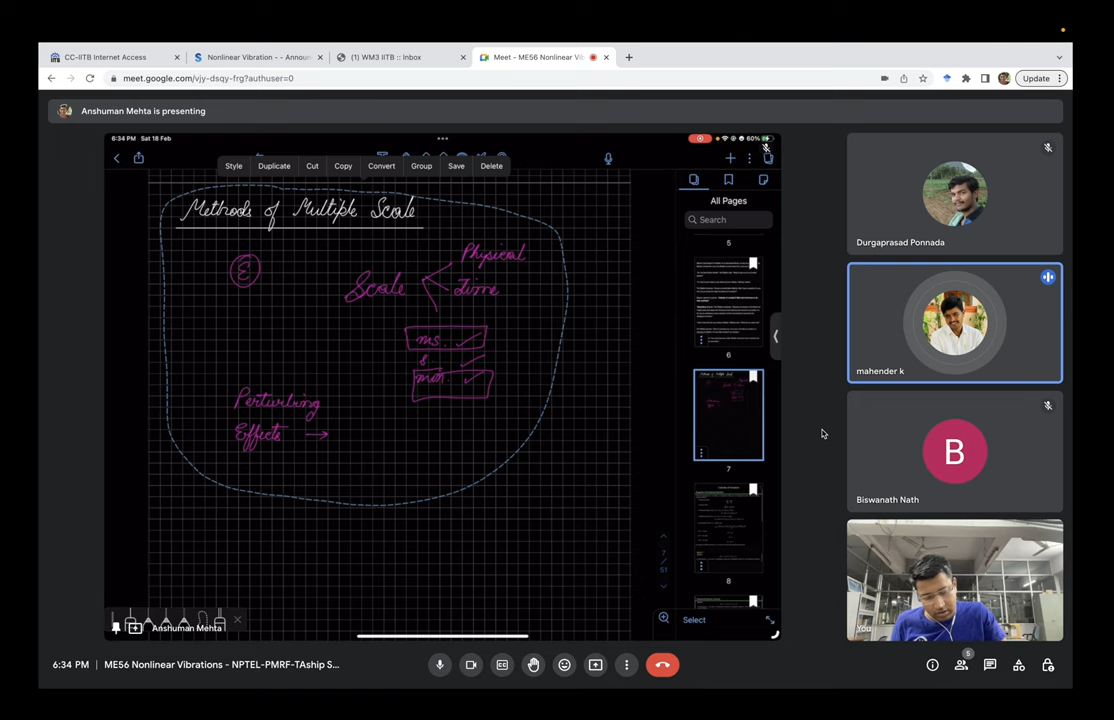 CC-IITB Internet Access
Nonlinear Vibration - - Announ
(1) WM3 IITB :: Inbox
Meet - ME56 Nonlinear Vib
meet.google.com/vjy-dsqy-frg?authuser=0
Update
Anshuman Mehta is presenting
6:34 PM Sat 18 Feb
60%
Style
Duplicate
Cut
Copy
Convert
Group
Save
Delete
All Pages
Search
5
6
7
8
7
/
51
Select
Methods of Multiple Scale
ε
Scale
Physical
Time
ms. ✓
s ✓
min. ✓
Perturbing
Effects →
Anshuman Mehta
Durgaprasad Ponnada
mahender k
B
Biswanath Nath
You
6:34 PM | ME56 Nonlinear Vibrations - NPTEL-PMRF-TAship S...
5